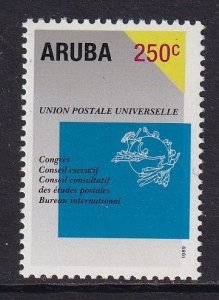 ARUBA 250c
UNION POSTALE UNIVERSELLE
Congrès
Conseil exécutif
Conseil consultatif
des études postales
Bureau international
1989